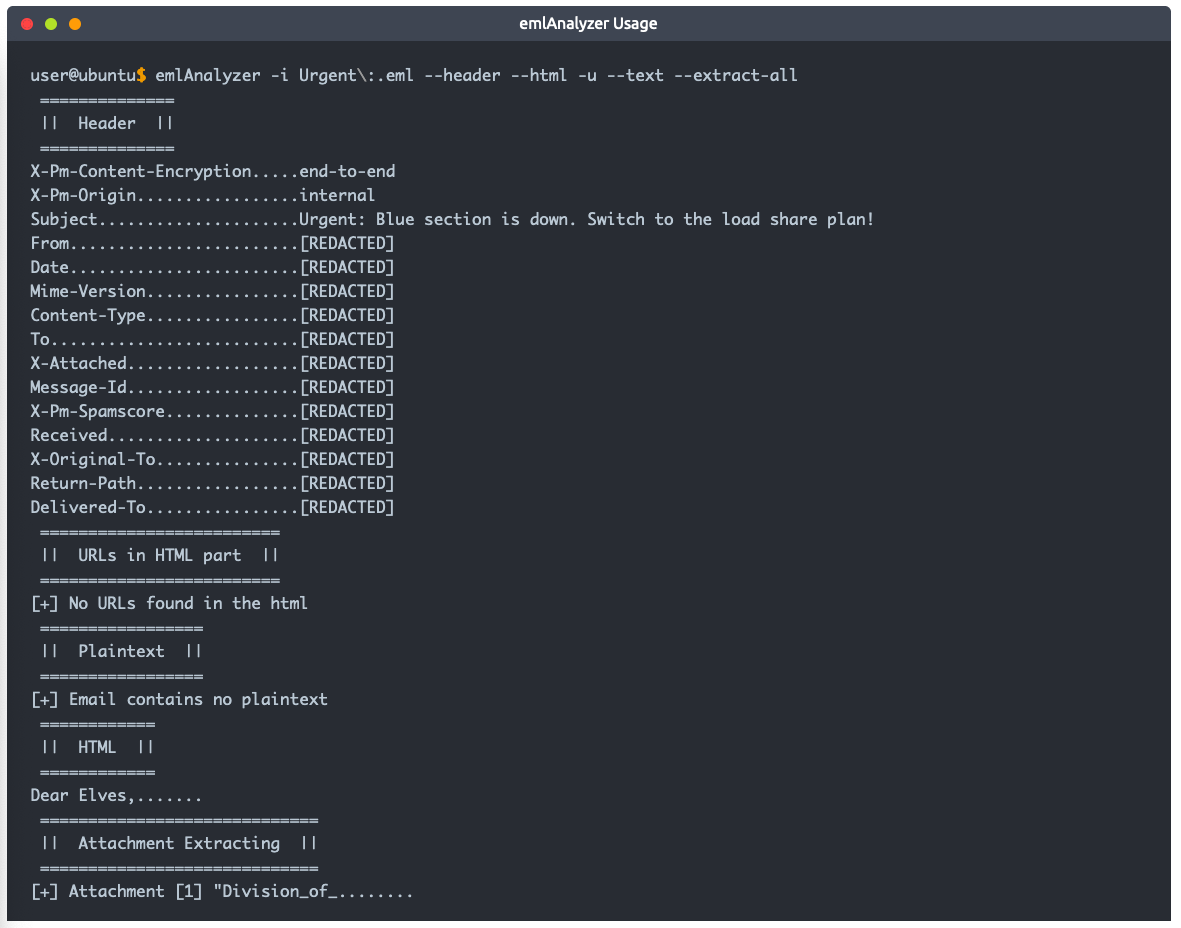 emlAnalyzer Usage
user@ubuntu$ emlAnalyzer -i Urgent\:.eml --header --html -u --text --extract-all
==============
||  Header  ||
==============
X-Pm-Content-Encryption.....end-to-end
X-Pm-Origin.................internal
Subject.....................Urgent: Blue section is down. Switch to the load share plan!
From........................[REDACTED]
Date........................[REDACTED]
Mime-Version................[REDACTED]
Content-Type................[REDACTED]
To..........................[REDACTED]
X-Attached..................[REDACTED]
Message-Id..................[REDACTED]
X-Pm-Spamscore..............[REDACTED]
Received....................[REDACTED]
X-Original-To...............[REDACTED]
Return-Path.................[REDACTED]
Delivered-To................[REDACTED]
=========================
||  URLs in HTML part  ||
=========================
[+] No URLs found in the html
=================
||  Plaintext  ||
=================
[+] Email contains no plaintext
============
||  HTML  ||
============
Dear Elves,.......
=============================
||  Attachment Extracting  ||
=============================
[+] Attachment [1] "Division_of_........